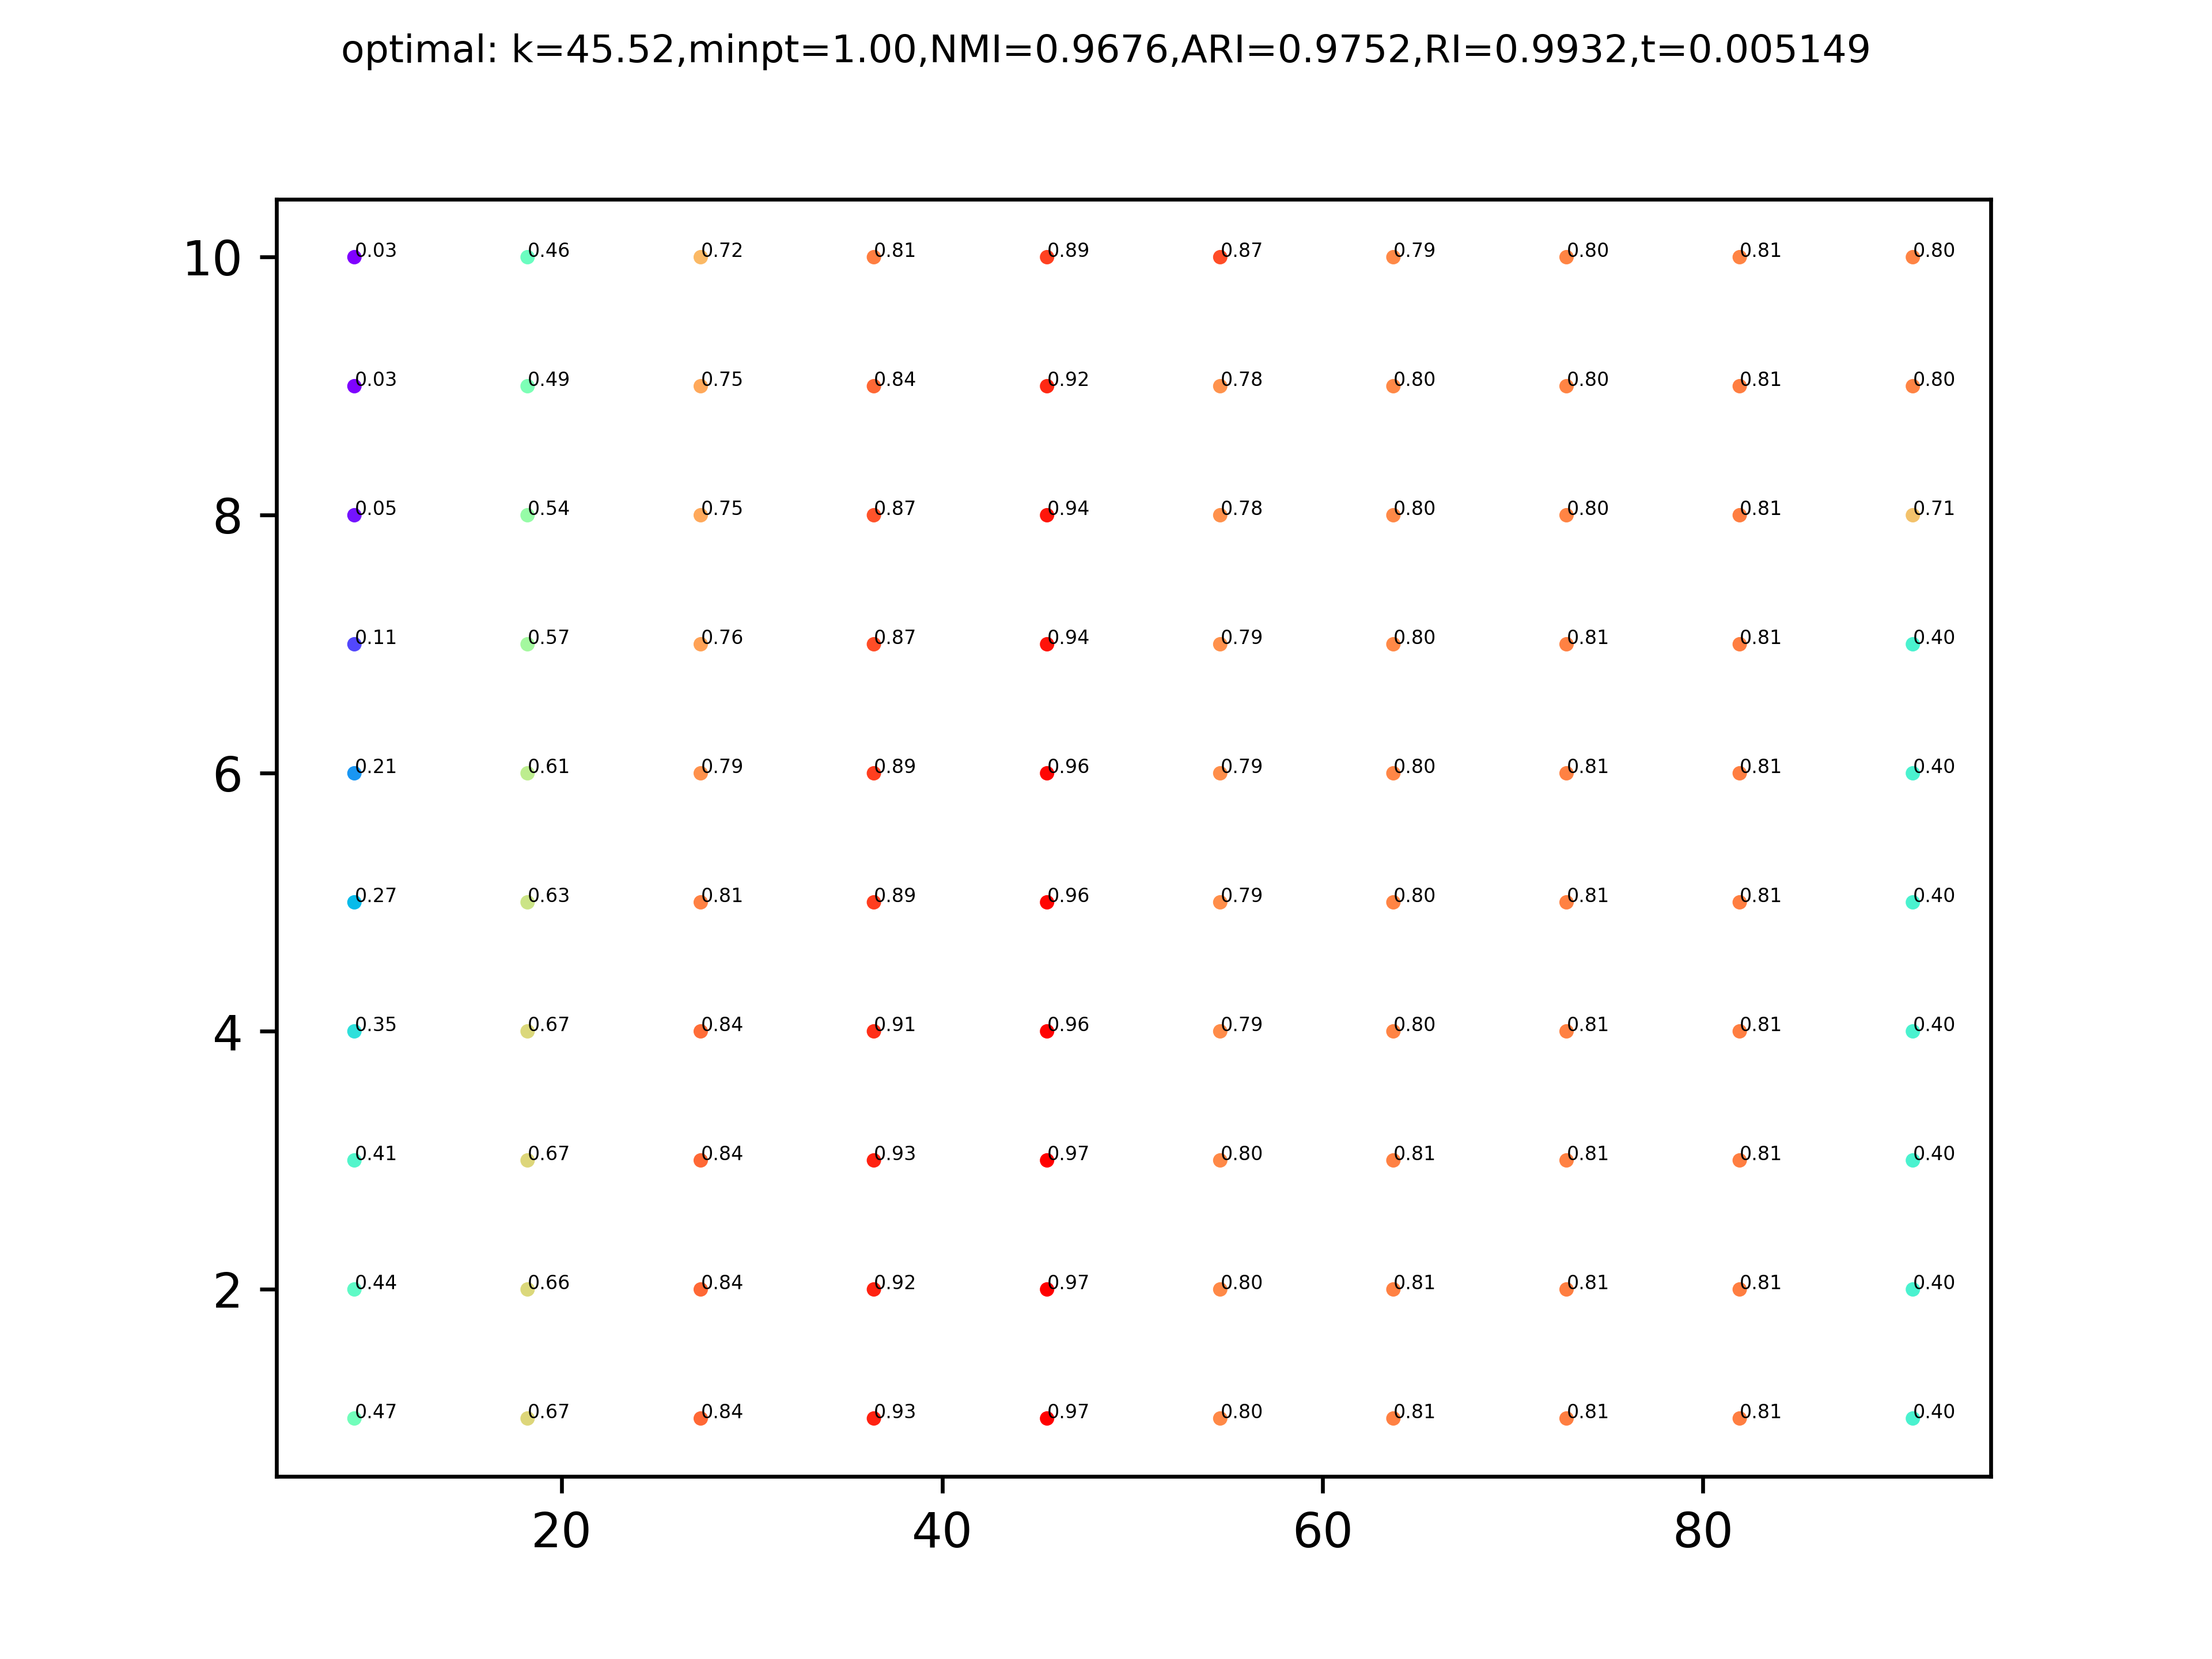 optimal: k=45.52,minpt=1.00,NMI=0.9676,ARI=0.9752,RI=0.9932,t=0.005149
10 0.03 0.46 0.72 0.81 0.89 0.87 0.79 0.80 0.81 0.80
0.03 0.49 0.75 0.84 0.92 0.78 0.80 0.80 0.81 0.80
8 0.05 0.54 0.75 0.87 0.94 0.78 0.80 0.80 0.81 0.71
0.11 0.57 0.76 0.87 0.94 0.79 0.80 0.81 0.81 0.40
6 0.21 0.61 0.79 0.89 0.96 0.79 0.80 0.81 0.81 0.40
0.27 0.63 0.81 0.89 0.96 0.79 0.80 0.81 0.81 0.40
4 0.35 0.67 0.84 0.91 0.96 0.79 0.80 0.81 0.81 0.40
0.41 0.67 0.84 0.93 0.97 0.80 0.81 0.81 0.81 0.40
2 0.44 0.66 0.84 0.92 0.97 0.80 0.81 0.81 0.81 0.40
0.47 0.67 0.84 0.93 0.97 0.80 0.81 0.81 0.81 0.40
20 40 60 80